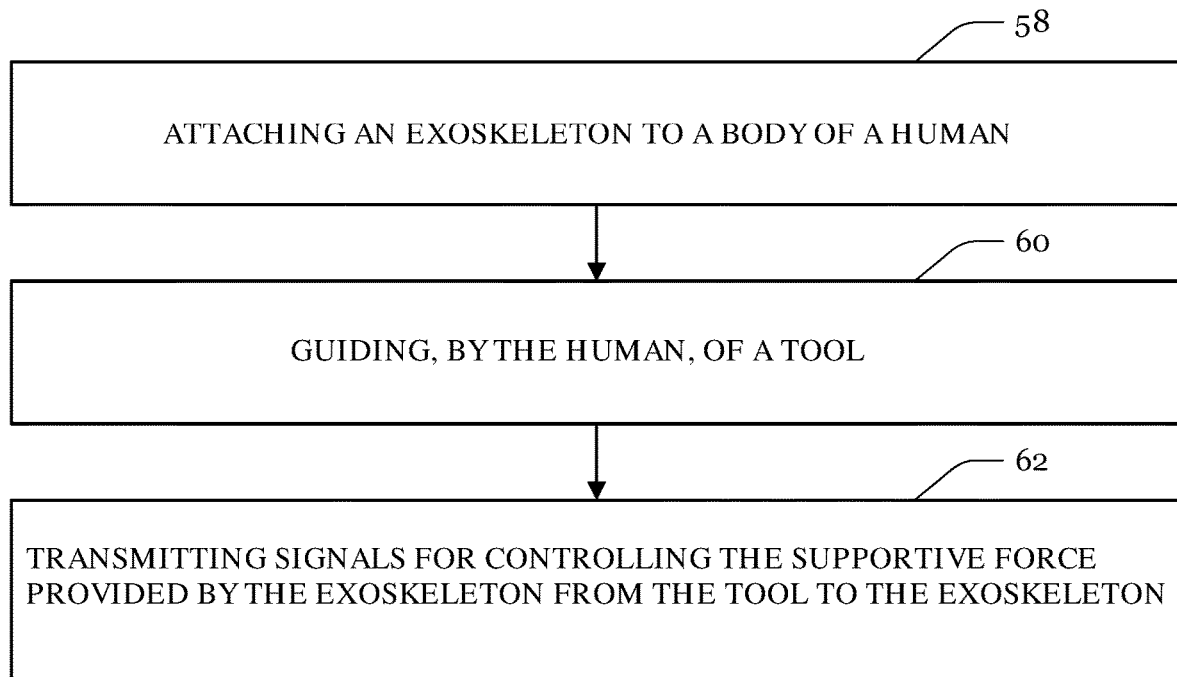 58
ATTACHING AN EXOSKELETON TO A BODY OF A HUMAN
60
GUIDING, BY THE HUMAN, OF A TOOL
62
TRANSMITTING SIGNALS FOR CONTROLLING THE SUPPORTIVE FORCE
PROVIDED BY THE EXOSKELETON FROM THE TOOL TO THE EXOSKELETON